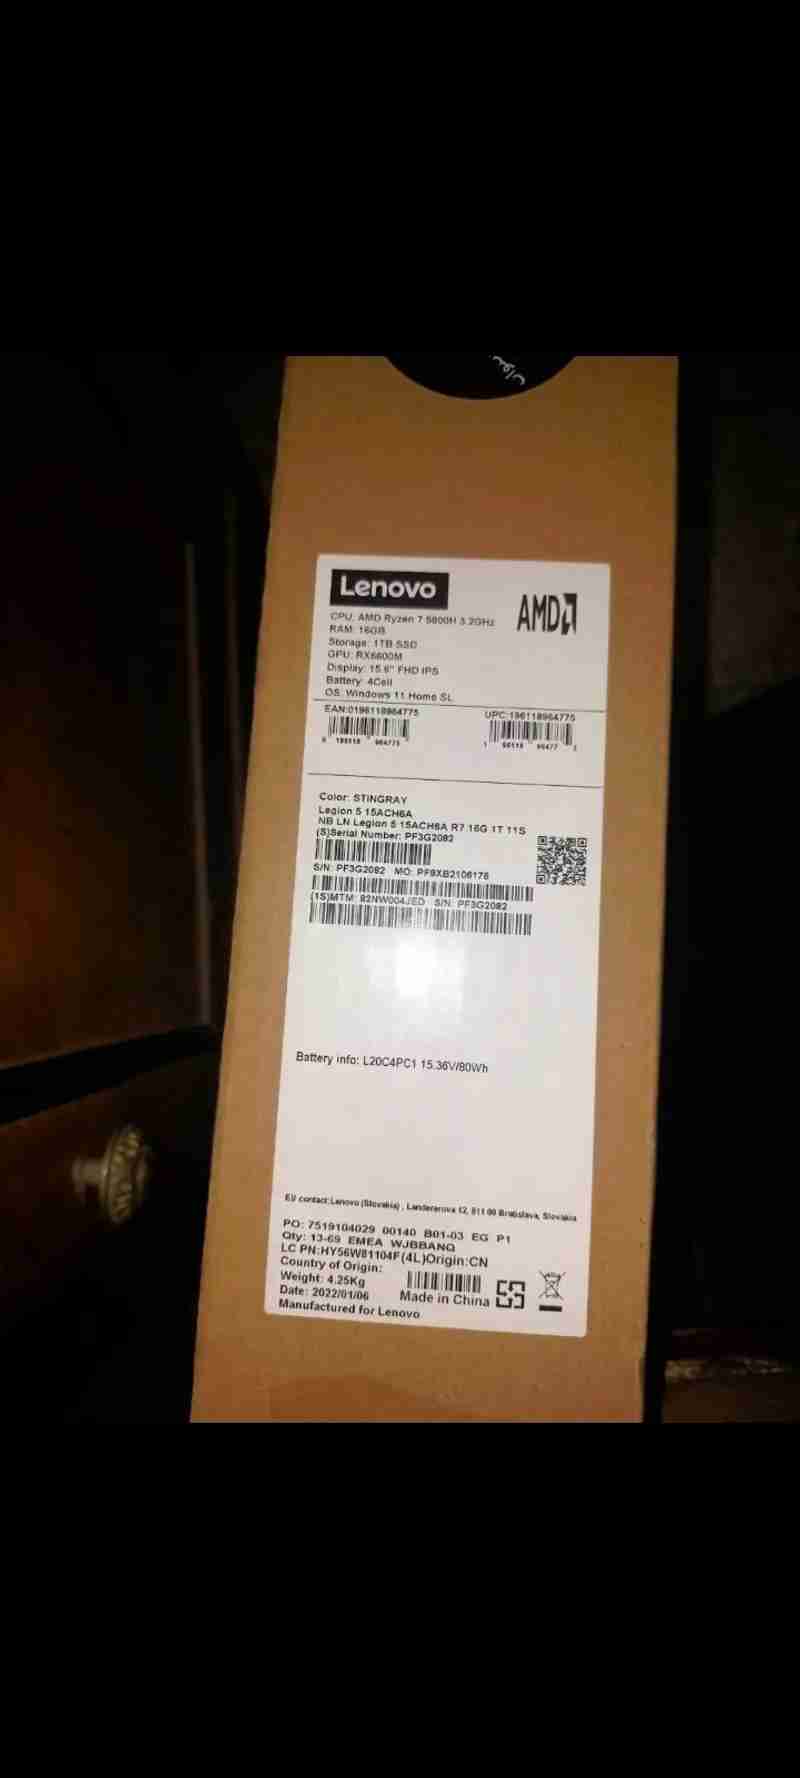 Lenovo
AMD
CPU: AMD Ryzen 7 5800H 3.2GHz
RAM: 16GB
Storage: 1TB SSD
GPU: RX6600M
Display: 15.6" FHD IPS
Battery: 4Cell
OS: Windows 11 Home SL
EAN:0196118964775 UPC:196118964775
Color: STINGRAY
Legion 5 15ACH6A
NB LN Legion 5 15ACH6A R7 16G 1T 11S
(S)Serial Number: PF3G2082
S/N: PF3G2082 MO: PF9XB2106176
(1S)MTM: 82NW004JED S/N: PF3G2082
Battery info: L20C4PC1 15.36V/80Wh
EU contact:Lenovo (Slovakia) , Landererova 12, 811 09 Bratislava, Slovakia
PO: 7519104029 00140 B01-03 EG P1
Qty: 13-69 EMEA WJBBANQ
LC PN:HY56W81104F(4L)Origin:CN
Country of Origin:
Weight: 4.25Kg
Date: 2022/01/06 Made in China
Manufactured for Lenovo